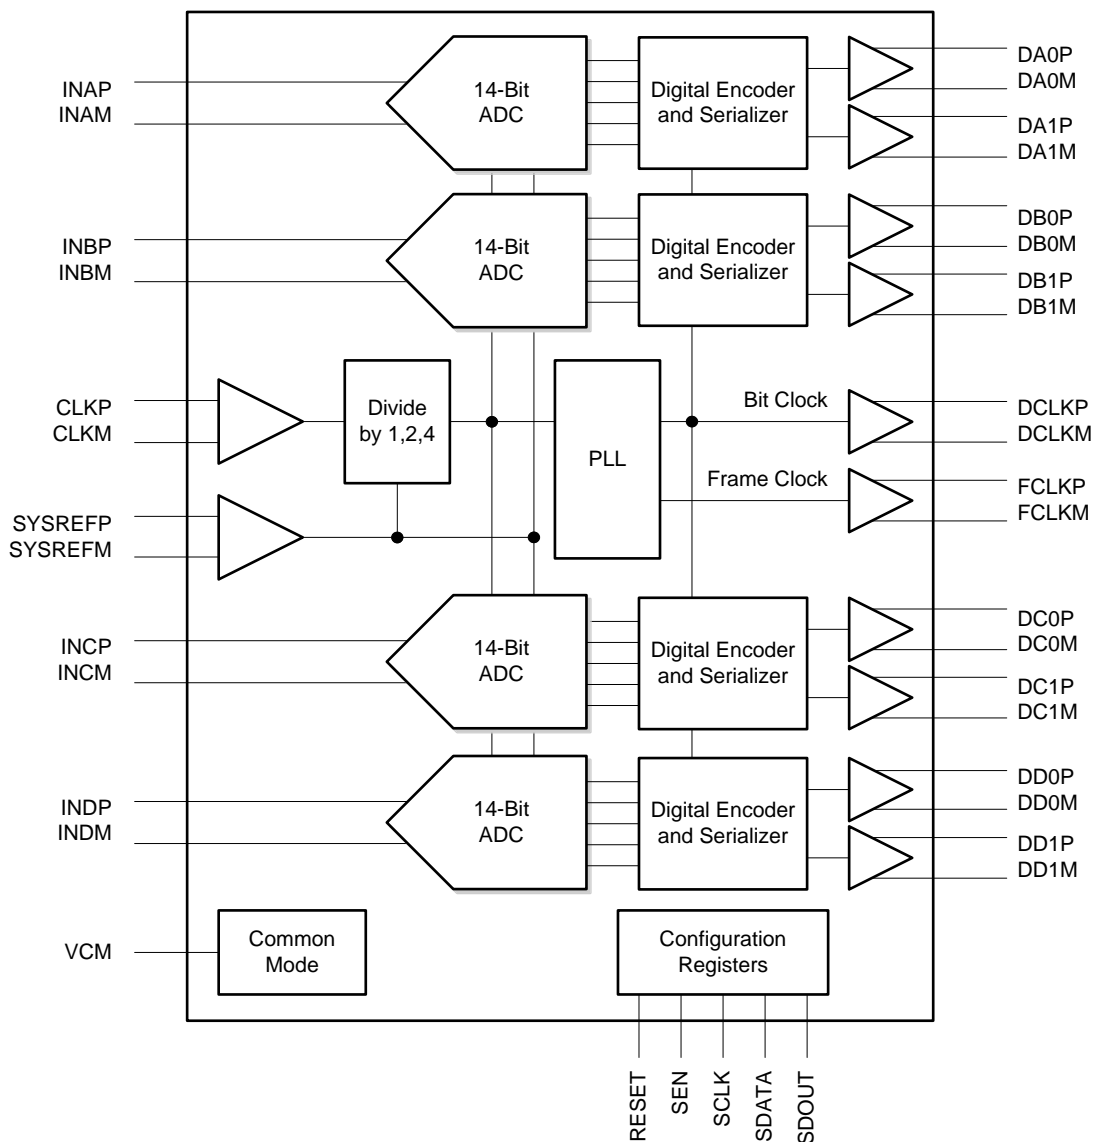 INAP
INAM
14-Bit
ADC
Digital Encoder
and Serializer
DA0P
DA0M
DA1P
DA1M
INBP
INBM
14-Bit
ADC
Digital Encoder
and Serializer
DB0P
DB0M
DB1P
DB1M
CLKP
CLKM
Divide
by 1,2,4
PLL
Bit Clock
DCLKP
DCLKM
Frame Clock
FCLKP
FCLKM
SYSREFP
SYSREFM
INCP
INCM
14-Bit
ADC
Digital Encoder
and Serializer
DC0P
DC0M
DC1P
DC1M
INDP
INDM
14-Bit
ADC
Digital Encoder
and Serializer
DD0P
DD0M
DD1P
DD1M
VCM
Common
Mode
Configuration
Registers
RESET
SEN
SCLK
SDATA
SDOUT